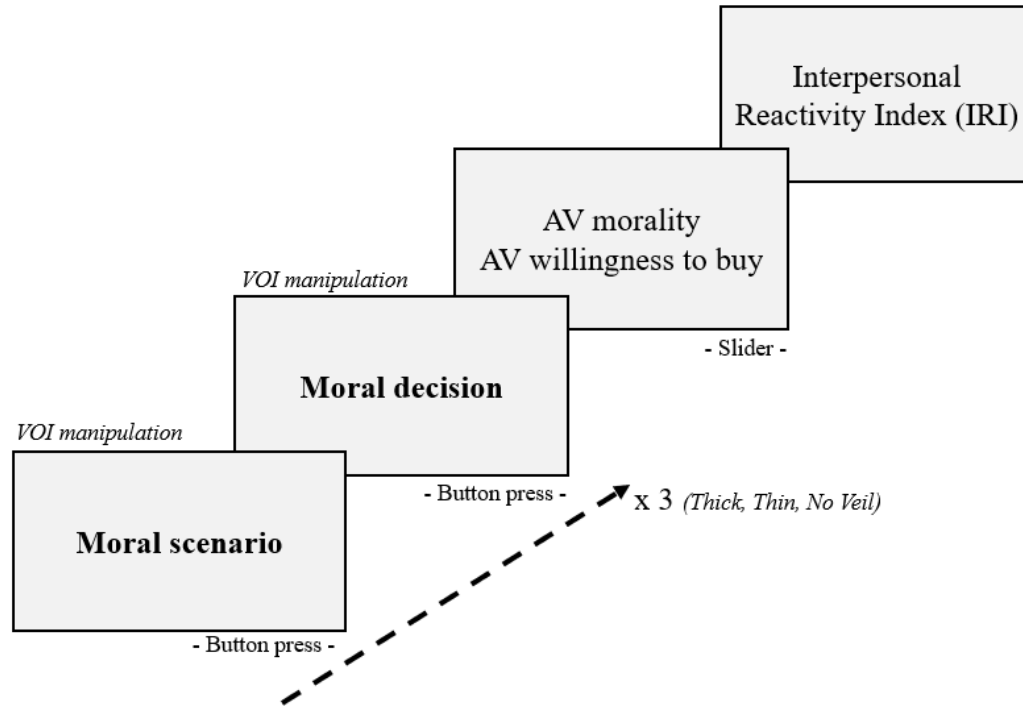 Interpersonal
Reactivity Index (IRI)
AV morality
AV willingness to buy
- Slider -
VOI manipulation
Moral decision
- Button press -
VOI manipulation
Moral scenario
- Button press -
x 3 (Thick, Thin, No Veil)